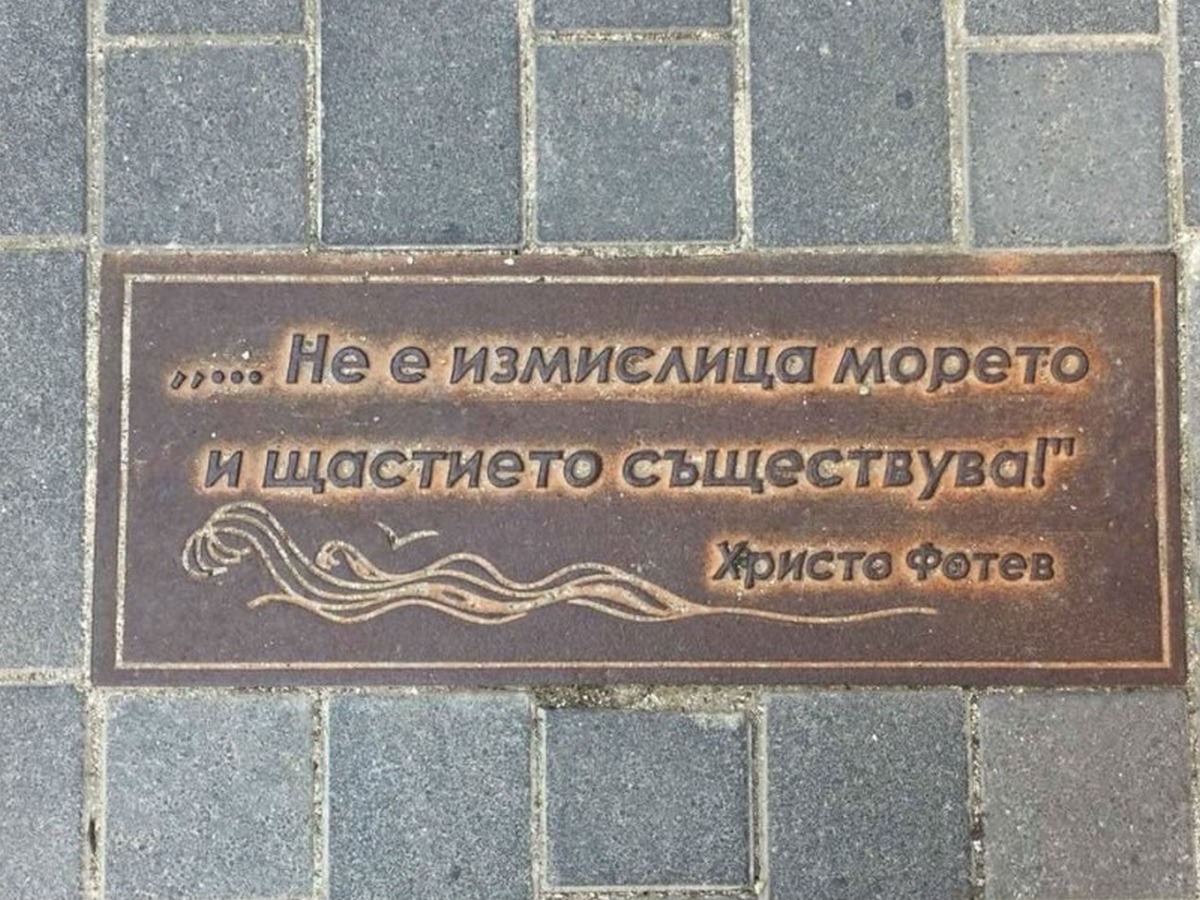 ,,... Не е измислица морето
и щастието съществува!"
Христо Фотев